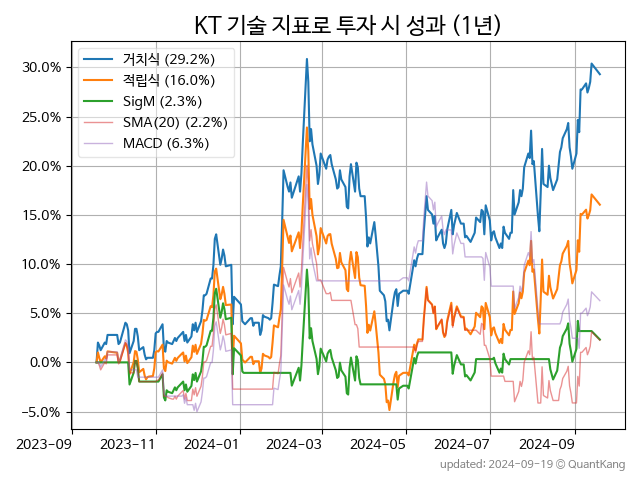 KT 기술 지표로 투자 시 성과 (1년)
거치식 (29.2%)
적립식 (16.0%)
SigM (2.3%)
SMA(20) (2.2%)
MACD (6.3%)
30.0%
25.0%
20.0%
15.0%
10.0%
5.0%
0.0%
−5.0%
2023-09 2023-11 2024-01 2024-03 2024-05 2024-07 2024-09
updated: 2024-09-19 © QuantKang